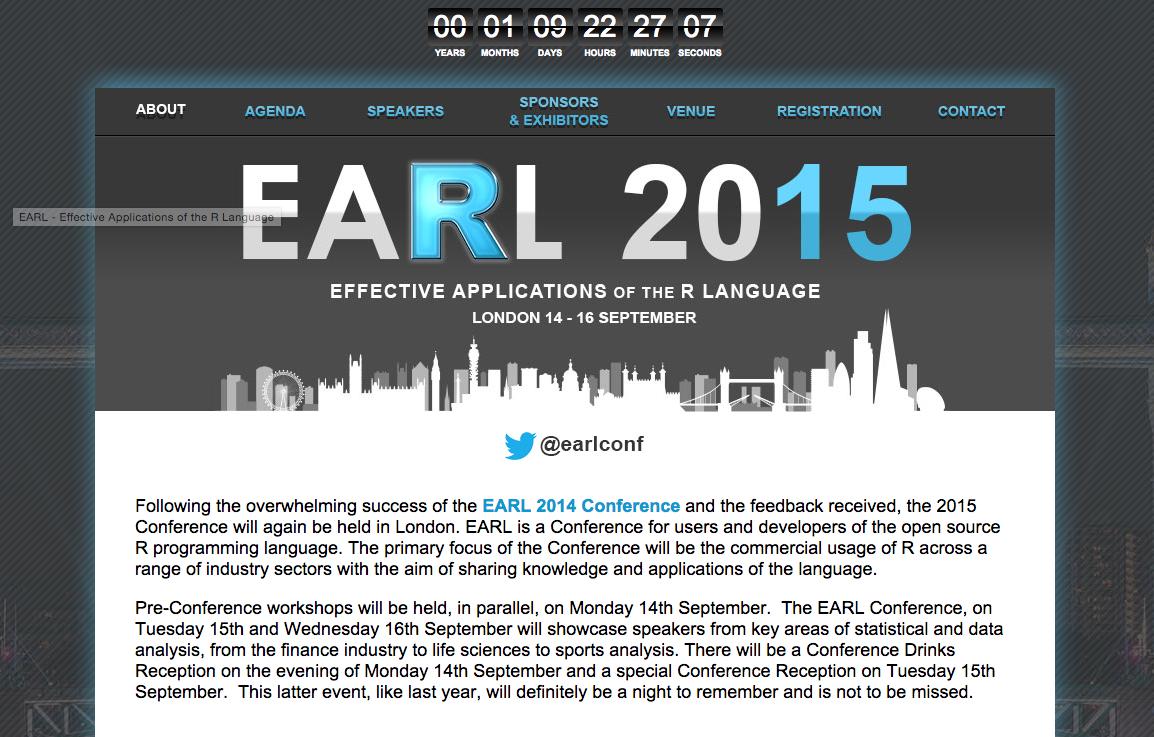 00 01 09 22 27 07
YEARS MONTHS DAYS HOURS MINUTES SECONDS
ABOUT AGENDA SPEAKERS SPONSORS & EXHIBITORS VENUE REGISTRATION CONTACT
EARL 2015
EARL - Effective Applications of the R Language
EFFECTIVE APPLICATIONS OF THE R LANGUAGE
LONDON 14 - 16 SEPTEMBER
@earlconf
Following the overwhelming success of the EARL 2014 Conference and the feedback received, the 2015
Conference will again be held in London. EARL is a Conference for users and developers of the open source
R programming language. The primary focus of the Conference will be the commercial usage of R across a
range of industry sectors with the aim of sharing knowledge and applications of the language.
Pre-Conference workshops will be held, in parallel, on Monday 14th September.  The EARL Conference, on
Tuesday 15th and Wednesday 16th September will showcase speakers from key areas of statistical and data
analysis, from the finance industry to life sciences to sports analysis. There will be a Conference Drinks
Reception on the evening of Monday 14th September and a special Conference Reception on Tuesday 15th
September.  This latter event, like last year, will definitely be a night to remember and is not to be missed.